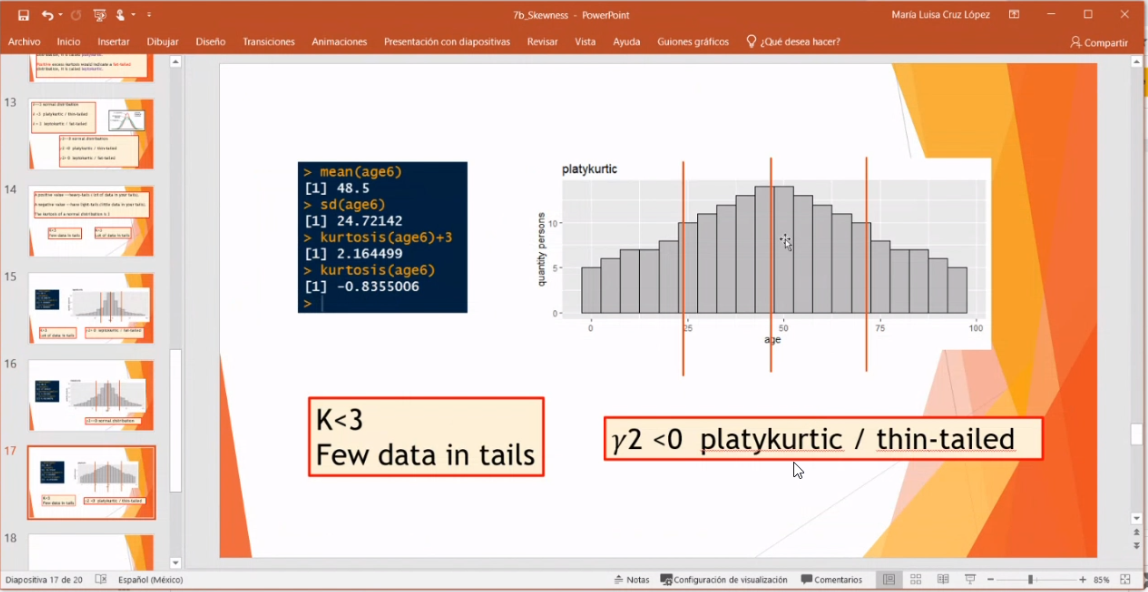 7b_Skewness - PowerPoint
María Luisa Cruz López
Archivo Inicio Insertar Dibujar Diseño Transiciones Animaciones Presentación con diapositivas Revisar Vista Ayuda Guiones gráficos ¿Qué desea hacer? Compartir
13
14
15
16
17
18
> mean(age6)
[1] 48.5
> sd(age6)
[1] 24.72142
> kurtosis(age6)+3
[1] 2.164499
> kurtosis(age6)
[1] -0.8355006
>
platykurtic
quantity persons
10
5
0
0 25 50 75 100
age
K<3
Few data in tails
γ2 <0 platykurtic / thin-tailed
Diapositiva 17 de 20 Español (México) Notas Configuración de visualización Comentarios 85%